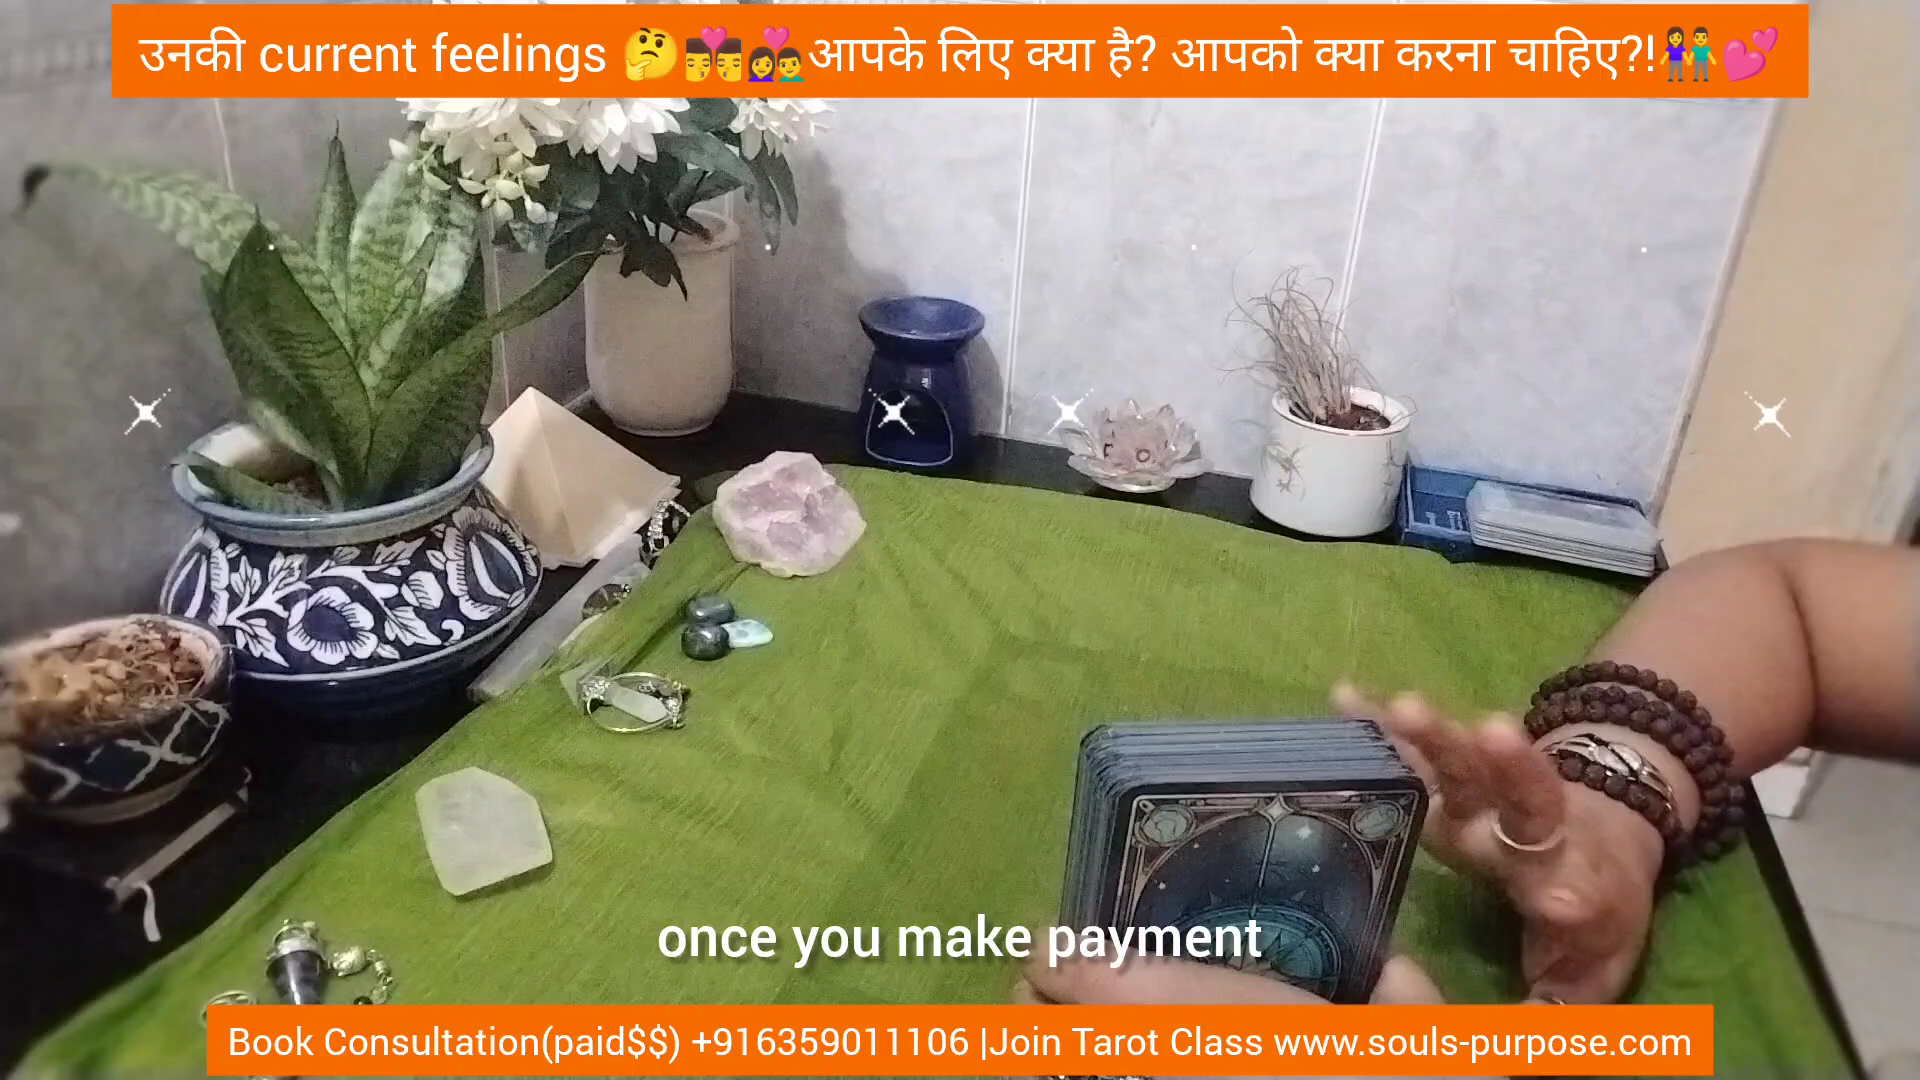 उनकी current feelings 🤔👨‍❤️‍💋‍👨👩‍❤️‍👨आपके लिए क्या है? आपको क्या करना चाहिए?!👫💕
once you make payment
Book Consultation(paid$$) +916359011106 |Join Tarot Class www.souls-purpose.com